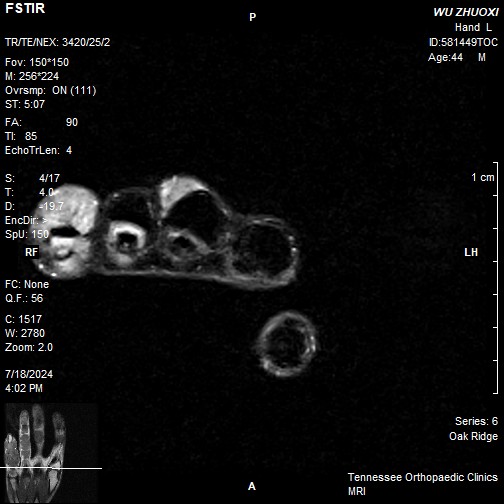 FSTIR
P
WU ZHUOXI
Hand L
TR/TE/NEX: 3420/25/2
ID:581449TOC
Age:44 M
Fov: 150*150
M: 256*224
Ovrsmp: ON (111)
ST: 5:07
FA: 90
TI: 85
EchoTrLen: 4
S: 4/17
1 cm
T: 4.0
D: -19.7
EncDir: >
SpU: 150
RF
LH
FC: None
Q.F.: 56
C: 1517
W: 2780
Zoom: 2.0
7/18/2024
4:02 PM
Series: 6
Oak Ridge
A
Tennessee Orthopaedic Clinics
MRI